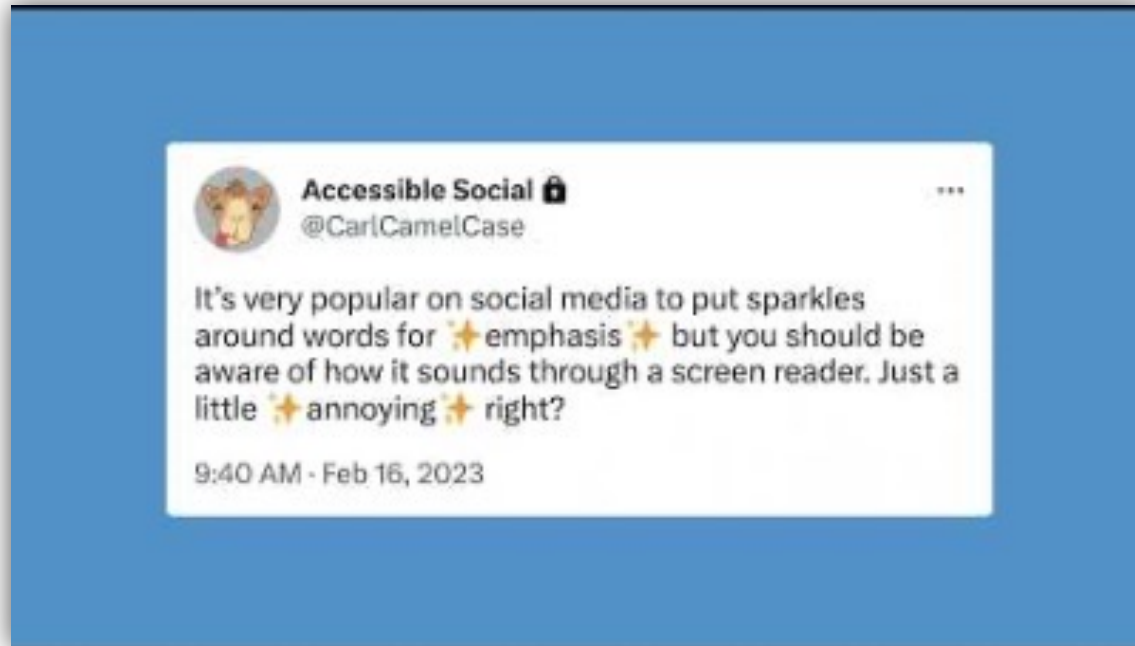 Accessible Social 🔒
@CarlCamelCase
It's very popular on social media to put sparkles
around words for ✨emphasis✨ but you should be
aware of how it sounds through a screen reader. Just a
little ✨annoying✨ right?
9:40 AM · Feb 16, 2023